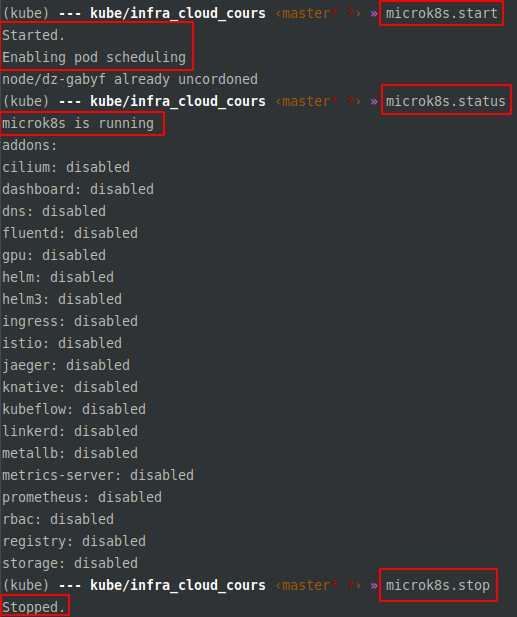 (kube) --- kube/infra_cloud_cours ‹master* ?› » microk8s.start
Started.
Enabling pod scheduling
node/dz-gabyf already uncordoned
(kube) --- kube/infra_cloud_cours ‹master* ?› » microk8s.status
microk8s is running
addons:
cilium: disabled
dashboard: disabled
dns: disabled
fluentd: disabled
gpu: disabled
helm: disabled
helm3: disabled
ingress: disabled
istio: disabled
jaeger: disabled
knative: disabled
kubeflow: disabled
linkerd: disabled
metallb: disabled
metrics-server: disabled
prometheus: disabled
rbac: disabled
registry: disabled
storage: disabled
(kube) --- kube/infra_cloud_cours ‹master* ?› » microk8s.stop
Stopped.